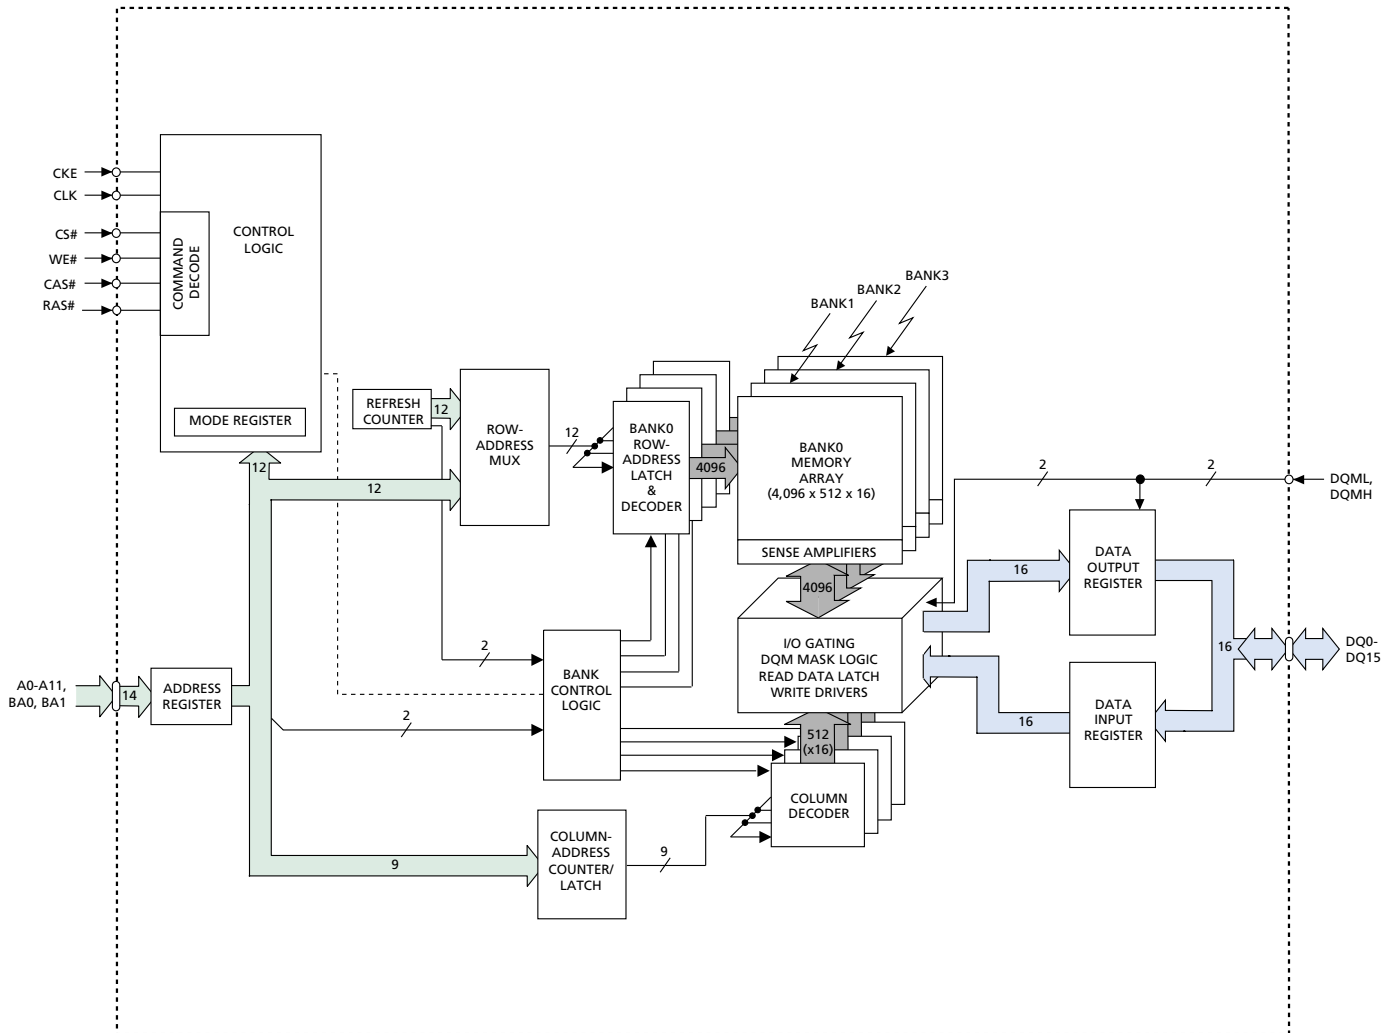 CKE
CLK
CS#
WE#
CAS#
RAS#
COMMAND
DECODE
CONTROL
LOGIC
MODE REGISTER
12
REFRESH
COUNTER
12
12
ROW-
ADDRESS
MUX
12
BANK0
ROW-
ADDRESS
LATCH
&
DECODER
4096
BANK1
BANK2
BANK3
BANK0
MEMORY
ARRAY
(4,096 x 512 x 16)
SENSE AMPLIFIERS
4096
I/O GATING
DQM MASK LOGIC
READ DATA LATCH
WRITE DRIVERS
2
2
DQML,
DQMH
16
DATA
OUTPUT
REGISTER
16
DQ0-
DQ15
16
DATA
INPUT
REGISTER
A0-A11,
BA0, BA1
14
ADDRESS
REGISTER
2
2
BANK
CONTROL
LOGIC
512
(x16)
COLUMN
DECODER
9
COLUMN-
ADDRESS
COUNTER/
LATCH
9